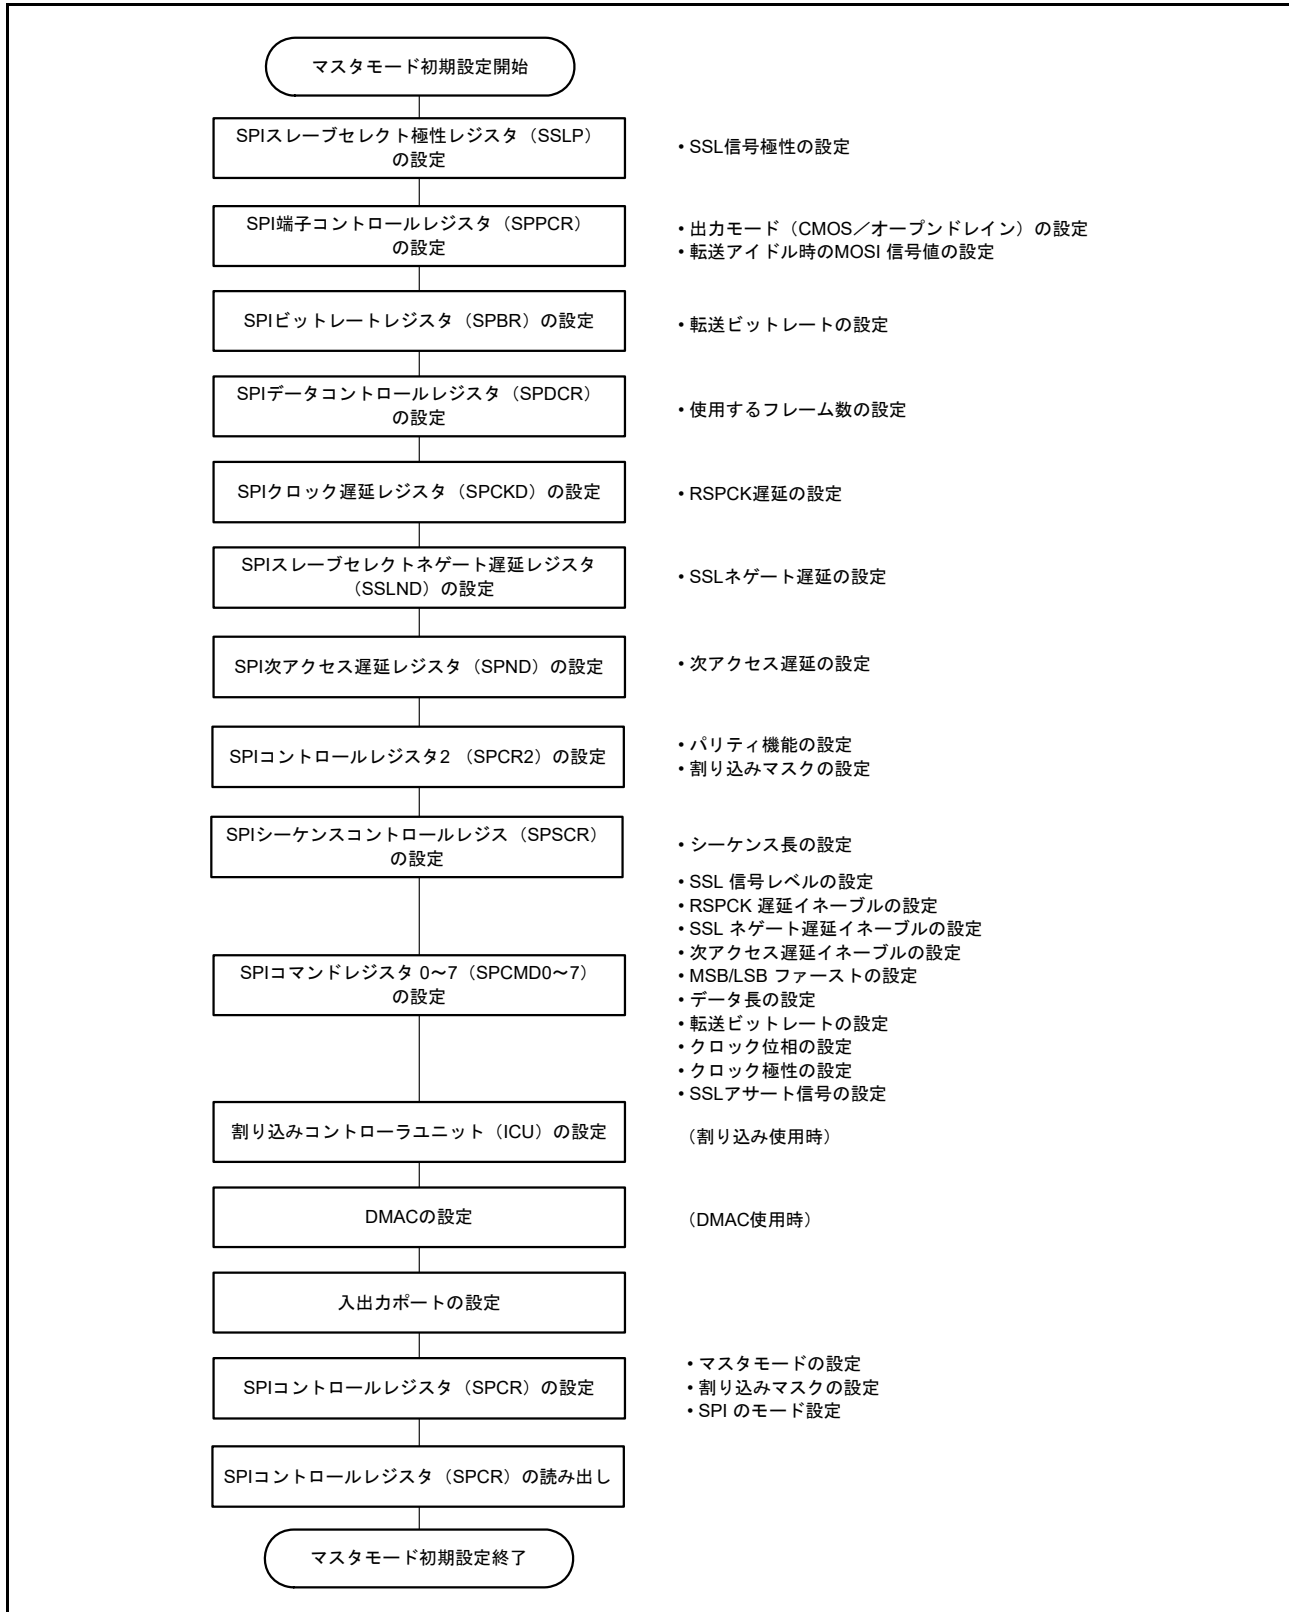 マスタモード初期設定開始
SPIスレーブセレクト極性レジスタ（SSLP）
の設定
• SSL信号極性の設定
SPI端子コントロールレジスタ（SPPCR）
の設定
• 出力モード（CMOS／オープンドレイン）の設定
• 転送アイドル時のMOSI 信号値の設定
SPIビットレートレジスタ（SPBR）の設定
• 転送ビットレートの設定
SPIデータコントロールレジスタ（SPDCR）
の設定
• 使用するフレーム数の設定
SPIクロック遅延レジスタ（SPCKD）の設定
• RSPCK遅延の設定
SPIスレーブセレクトネゲート遅延レジスタ
（SSLND）の設定
• SSLネゲート遅延の設定
SPI次アクセス遅延レジスタ（SPND）の設定
• 次アクセス遅延の設定
SPIコントロールレジスタ2 （SPCR2）の設定
• パリティ機能の設定
• 割り込みマスクの設定
SPIシーケンスコントロールレジス（SPSCR）
の設定
• シーケンス長の設定
SPIコマンドレジスタ 0～7（SPCMD0～7）
の設定
• SSL 信号レベルの設定
• RSPCK 遅延イネーブルの設定
• SSL ネゲート遅延イネーブルの設定
• 次アクセス遅延イネーブルの設定
• MSB/LSB ファーストの設定
• データ長の設定
• 転送ビットレートの設定
• クロック位相の設定
• クロック極性の設定
• SSLアサート信号の設定
割り込みコントローラユニット（ICU）の設定
（割り込み使用時）
DMACの設定
（DMAC使用時）
入出力ポートの設定
SPIコントロールレジスタ（SPCR）の設定
• マスタモードの設定
• 割り込みマスクの設定
• SPI のモード設定
SPIコントロールレジスタ（SPCR）の読み出し
マスタモード初期設定終了